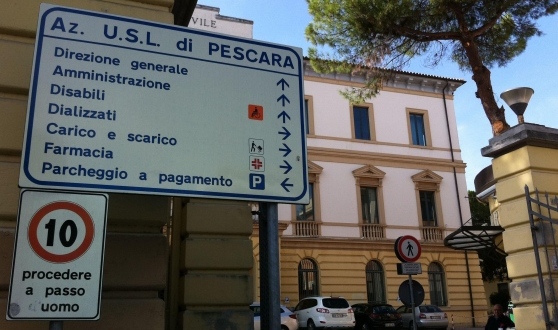 VILE
Az. U.S.L. di PESCARA
Direzione generale
Amministrazione
Disabili
Dializzati
Carico e scarico
Farmacia
Parcheggio a pagamento P
10
procedere
a passo
d'uomo